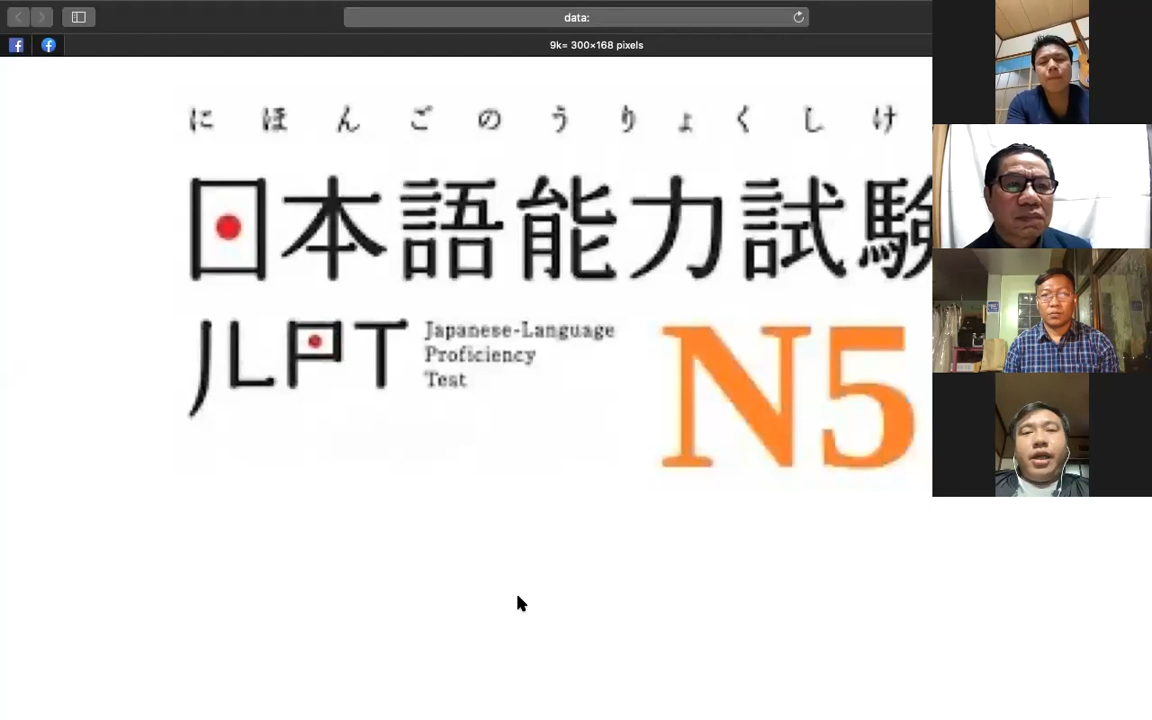 data:
9k= 300×168 pixels
にほんごのうりょくしけ
日本語能力試験
JLPT
Japanese-Language
Proficiency
Test
N5